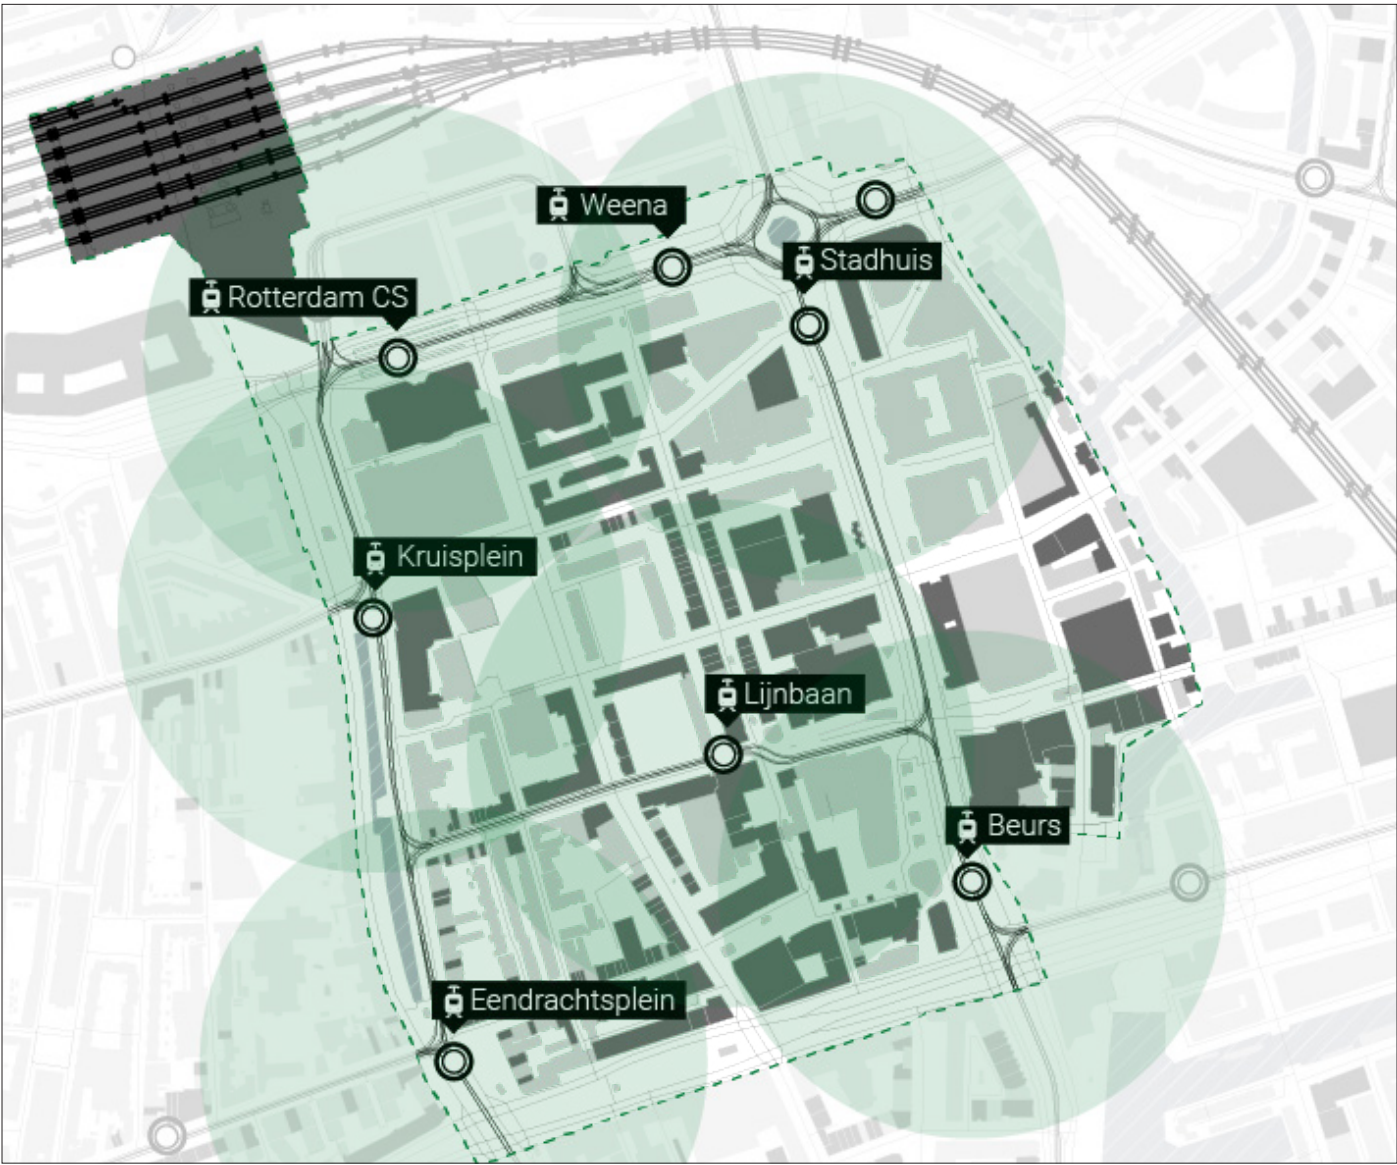 Weena
Stadhuis
Rotterdam CS
Kruisplein
Lijnbaan
Beurs
Eendrachtsplein